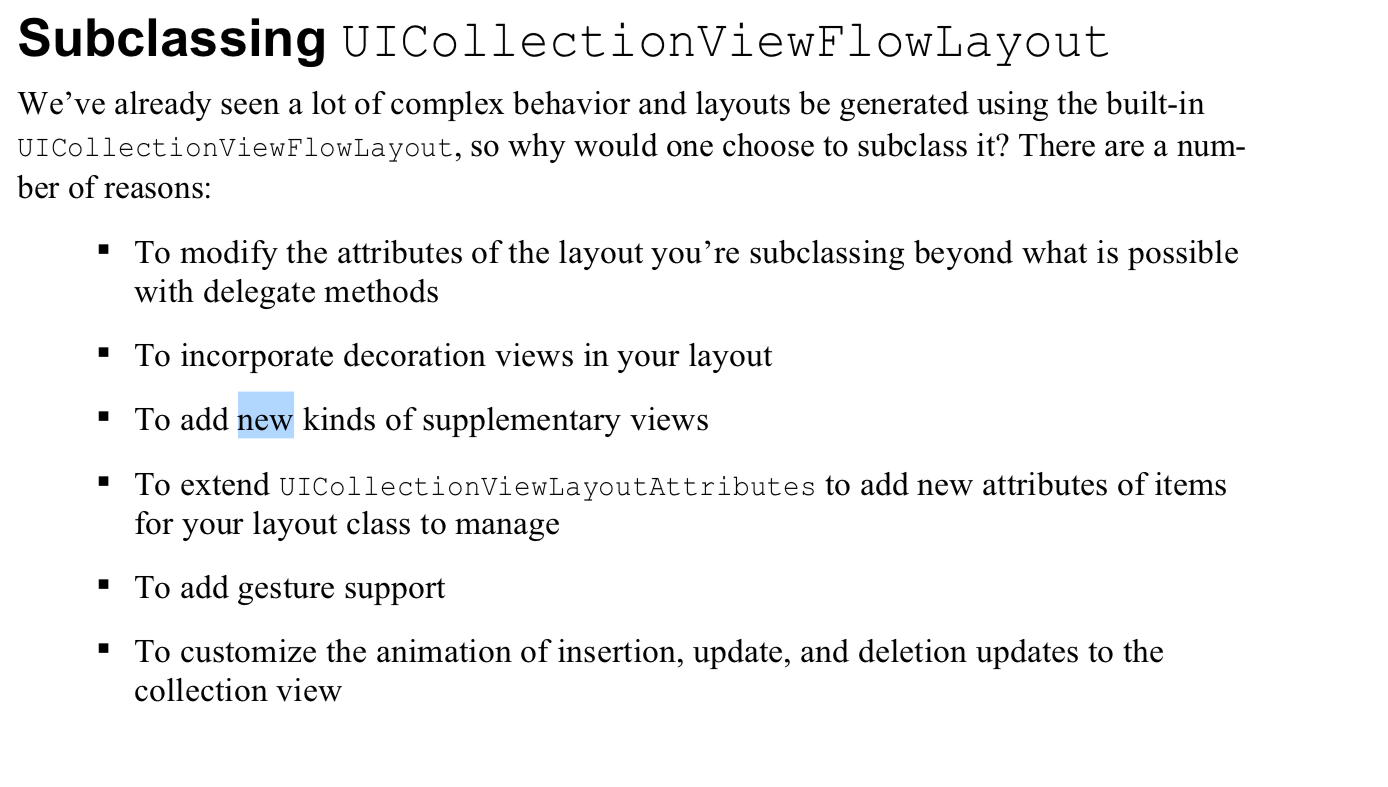 Subclassing UICollectionViewFlowLayout
We’ve already seen a lot of complex behavior and layouts be generated using the built-in
UICollectionViewFlowLayout, so why would one choose to subclass it? There are a num-
ber of reasons:
▪ To modify the attributes of the layout you’re subclassing beyond what is possible
with delegate methods
▪ To incorporate decoration views in your layout
▪ To add new kinds of supplementary views
▪ To extend UICollectionViewLayoutAttributes to add new attributes of items
for your layout class to manage
▪ To add gesture support
▪ To customize the animation of insertion, update, and deletion updates to the
collection view